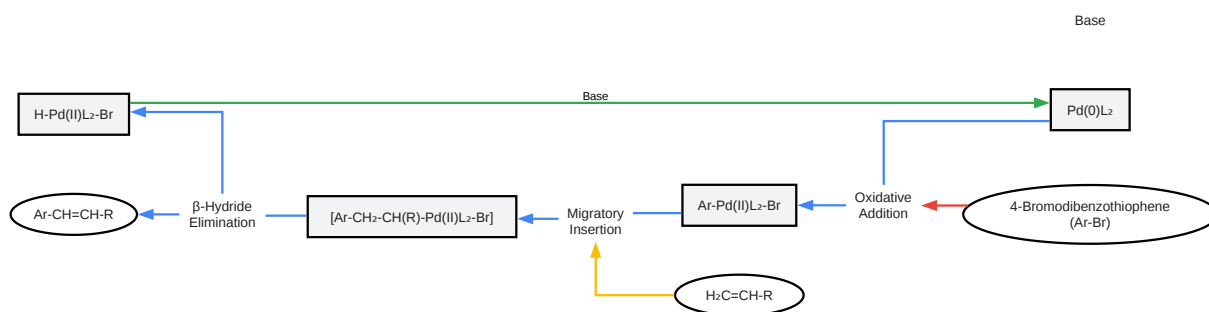 Base
Base
H-Pd(II)L₂-Br
Pd(0)L₂
Ar-CH=CH-R
β-Hydride
Elimination
[Ar-CH₂-CH(R)-Pd(II)L₂-Br]
Migratory
Insertion
Ar-Pd(II)L₂-Br
Oxidative
Addition
4-Bromodibenzothiophene
(Ar-Br)
H₂C=CH-R